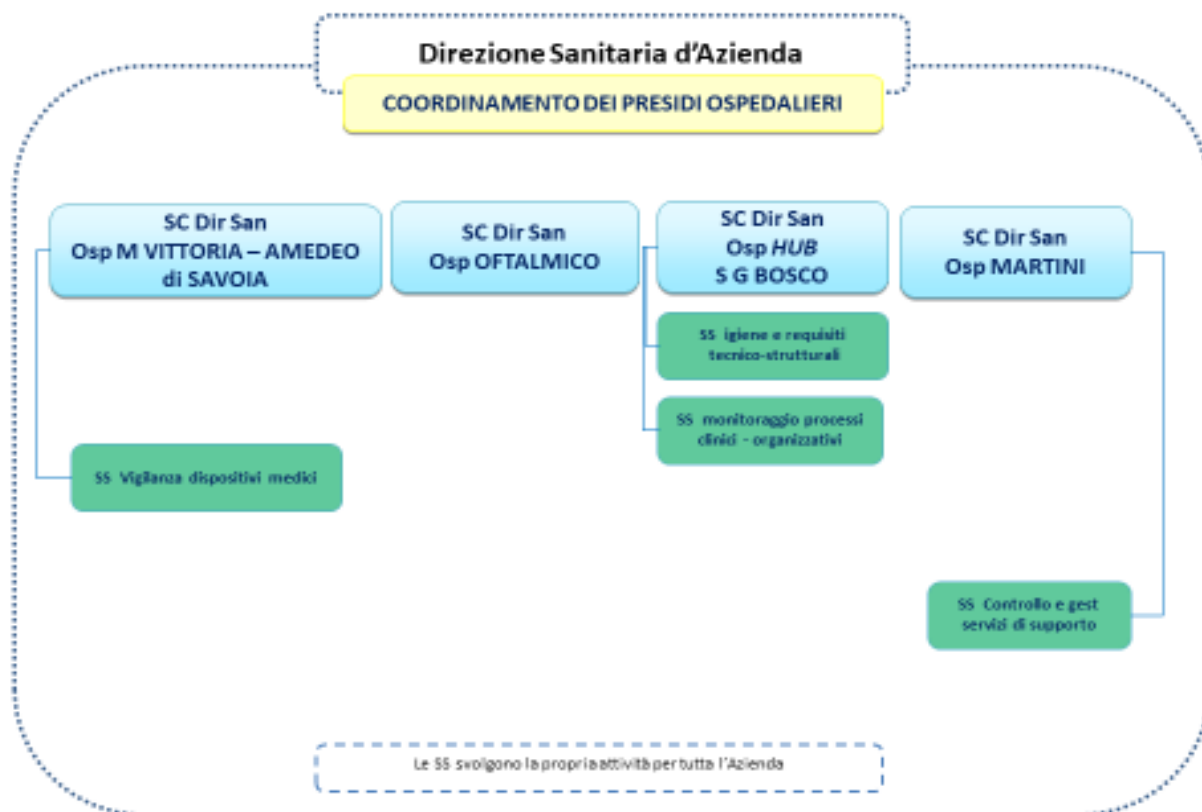 Direzione Sanitaria d'Azienda
COORDINAMENTO DEI PRESIDI OSPEDALIERI
SC Dir San
Osp M VITTORIA – AMEDEO
di SAVOIA
SC Dir San
Osp OFTALMICO
SC Dir San
Osp HUB
S G BOSCO
SC Dir San
Osp MARTINI
SS igiene e requisiti
tecnico-strutturali
SS monitoraggio processi
clinici - organizzativi
SS Vigilanza dispositivi medici
SS Controllo e gest
servizi di supporto
Le SS svolgono la propria attività per tutta l'Azienda